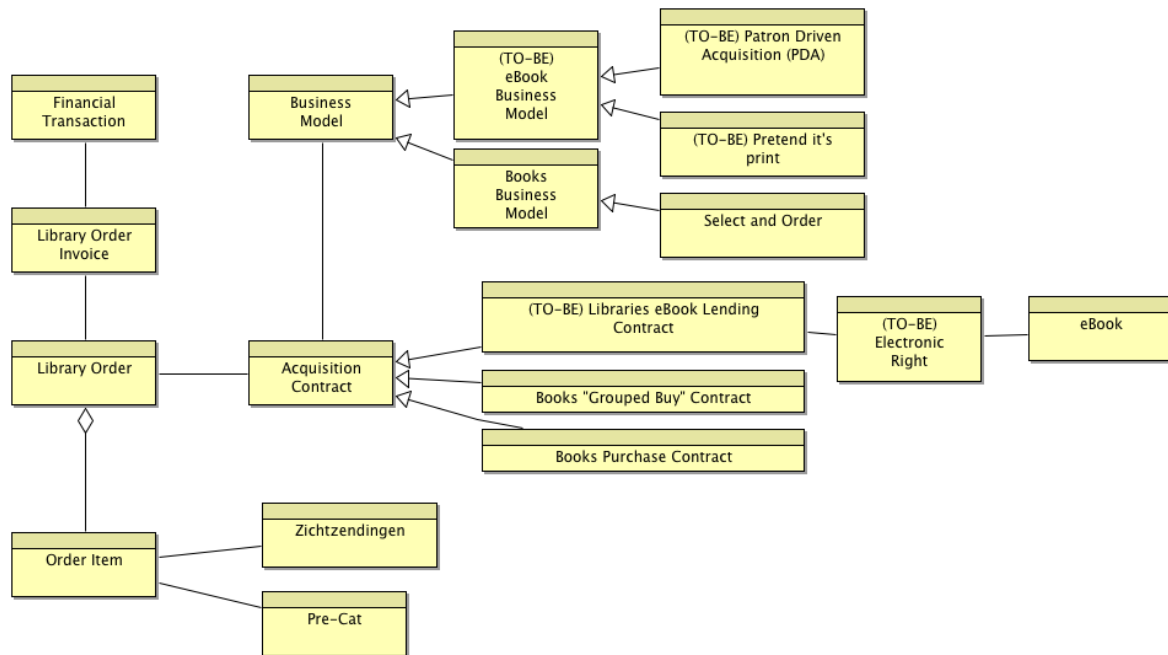 (TO-BE) Patron Driven
Acquisition (PDA)
(TO-BE)
eBook
Business
Model
Financial
Transaction
Business
Model
(TO-BE) Pretend it's
print
Books
Business
Model
Select and Order
Library Order
Invoice
(TO-BE) Libraries eBook Lending
Contract
(TO-BE)
Electronic
Right
eBook
Library Order
Acquisition
Contract
Books "Grouped Buy" Contract
Books Purchase Contract
Zichtzendingen
Order Item
Pre-Cat